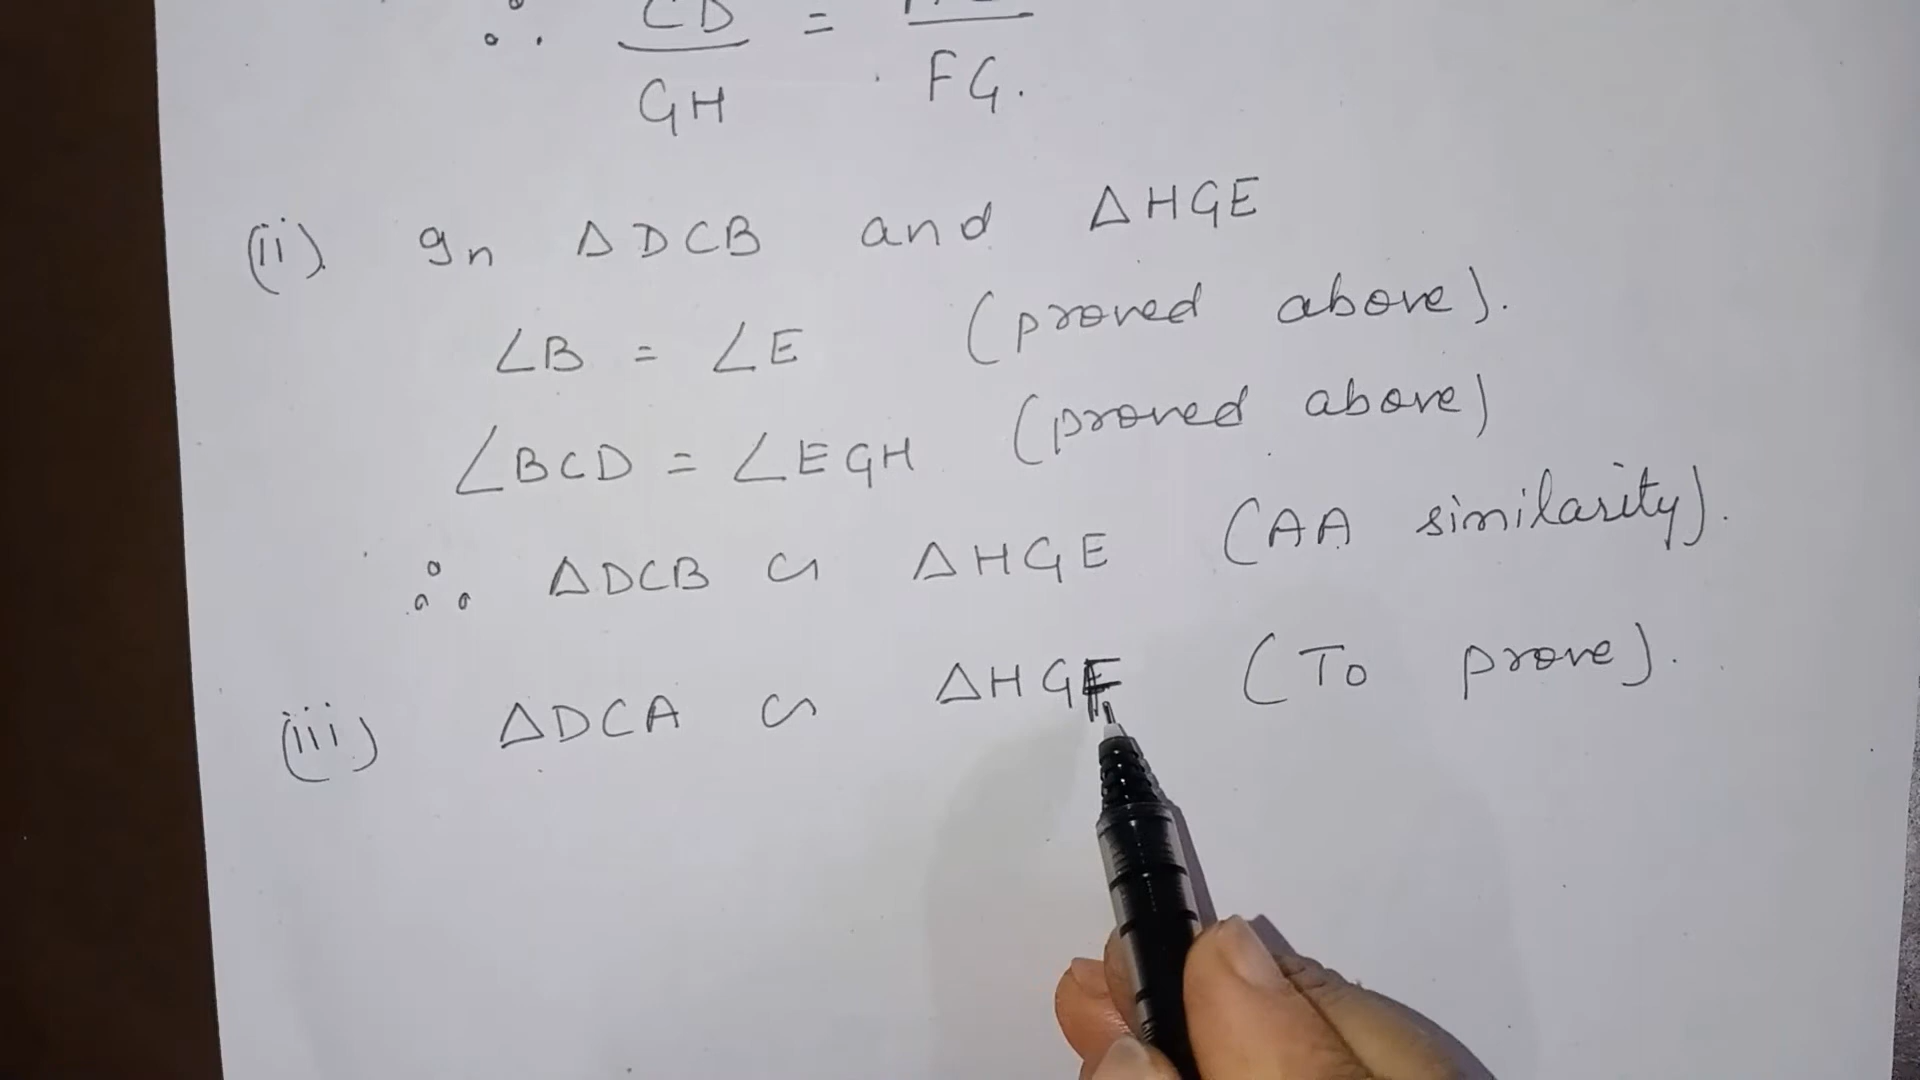 ∴ CD =
GH FG.
(ii). In ΔDCB and ΔHGE
∠B = ∠E (proved above).
∠BCD = ∠EGH (proved above)
∴ ΔDCB ~ ΔHGE (AA similarity).
(iii) ΔDCA ~ ΔHGF (To prove).